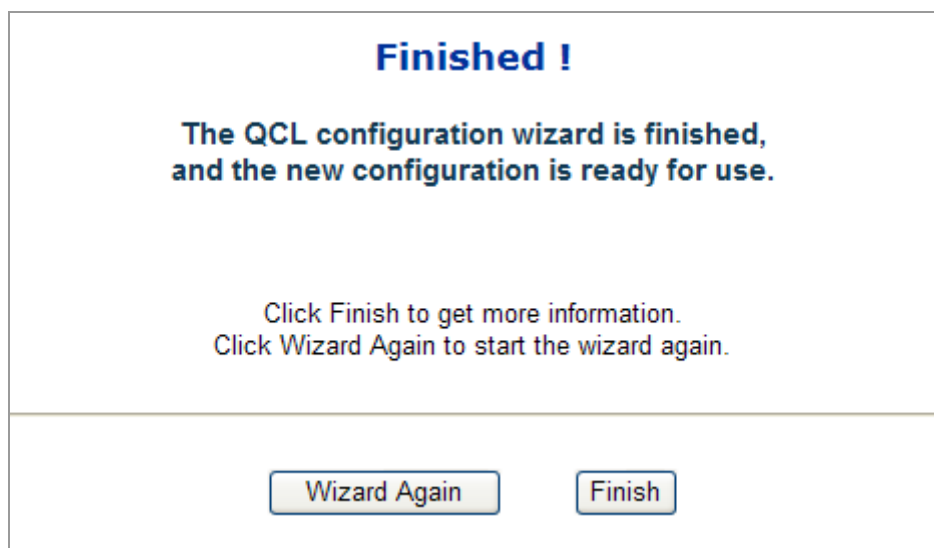 Finished !
The QCL configuration wizard is finished,
and the new configuration is ready for use.
Click Finish to get more information.
Click Wizard Again to start the wizard again.
Wizard Again
Finish